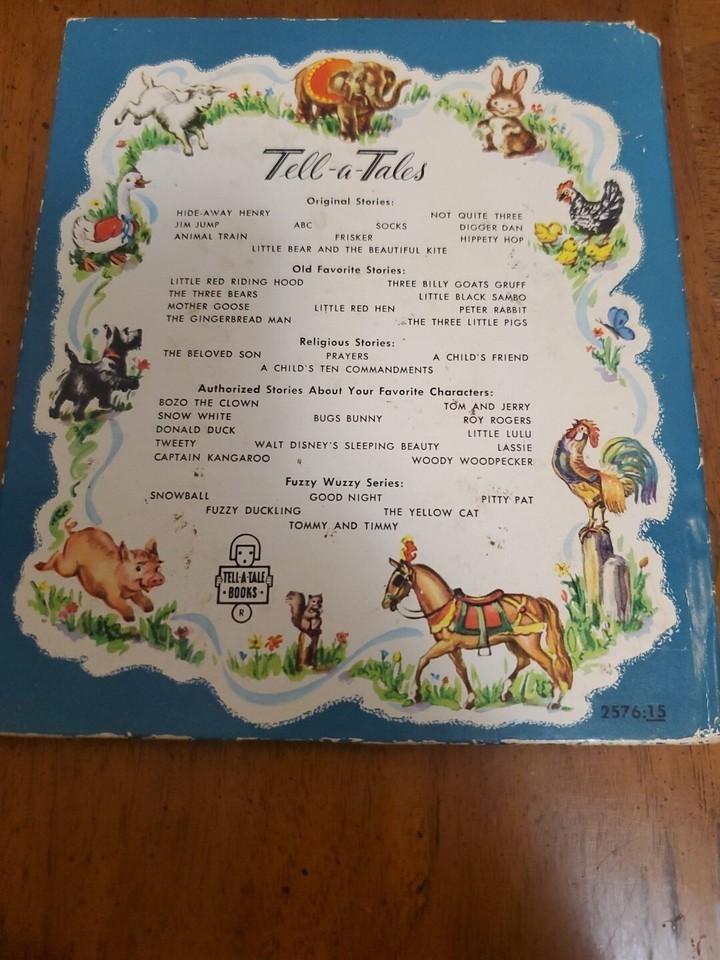 Tell-a-Tales
Original Stories:
HIDE-AWAY HENRY NOT QUITE THREE
JIM JUMP ABC SOCKS DIGGER DAN
ANIMAL TRAIN FRISKER HIPPETY HOP
LITTLE BEAR AND THE BEAUTIFUL KITE
Old Favorite Stories:
LITTLE RED RIDING HOOD THREE BILLY GOATS GRUFF
THE THREE BEARS LITTLE BLACK SAMBO
MOTHER GOOSE LITTLE RED HEN PETER RABBIT
THE GINGERBREAD MAN THE THREE LITTLE PIGS
Religious Stories:
THE BELOVED SON PRAYERS A CHILD'S FRIEND
A CHILD'S TEN COMMANDMENTS
Authorized Stories About Your Favorite Characters:
BOZO THE CLOWN TOM AND JERRY
SNOW WHITE BUGS BUNNY ROY ROGERS
DONALD DUCK LITTLE LULU
TWEETY WALT DISNEY'S SLEEPING BEAUTY LASSIE
CAPTAIN KANGAROO WOODY WOODPECKER
Fuzzy Wuzzy Series:
SNOWBALL GOOD NIGHT PITTY PAT
FUZZY DUCKLING THE YELLOW CAT
TOMMY AND TIMMY
TELL·A·TALE
·BOOKS·
R
2576:15